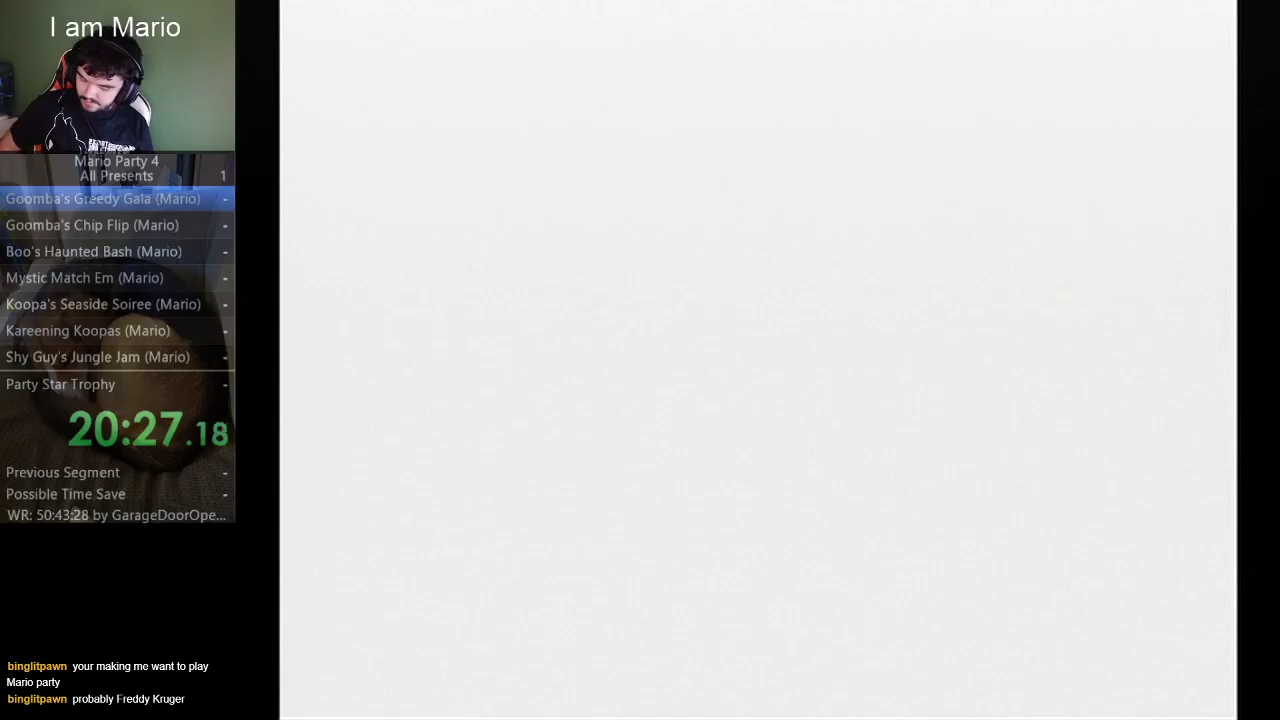 I am Mario
Mario Party 4
All Presents 1
Goomba's Greedy Gala (Mario) -
Goomba's Chip Flip (Mario) -
Boo's Haunted Bash (Mario) -
Mystic Match Em (Mario) -
Koopa's Seaside Soiree (Mario) -
Kareening Koopas (Mario) -
Shy Guy's Jungle Jam (Mario) -
Party Star Trophy -
20:27.18
Previous Segment -
Possible Time Save -
WR: 50:43:28 by GarageDoorOpe...
binglitpawn your making me want to play
Mario party
binglitpawn probably Freddy Kruger